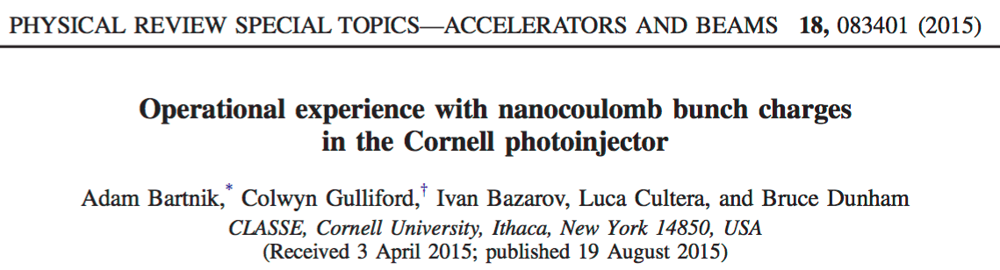 PHYSICAL REVIEW SPECIAL TOPICS—ACCELERATORS AND BEAMS 18, 083401 (2015)
Operational experience with nanocoulomb bunch charges
in the Cornell photoinjector
Adam Bartnik,* Colwyn Gulliford,† Ivan Bazarov, Luca Cultera, and Bruce Dunham
CLASSE, Cornell University, Ithaca, New York 14850, USA
(Received 3 April 2015; published 19 August 2015)